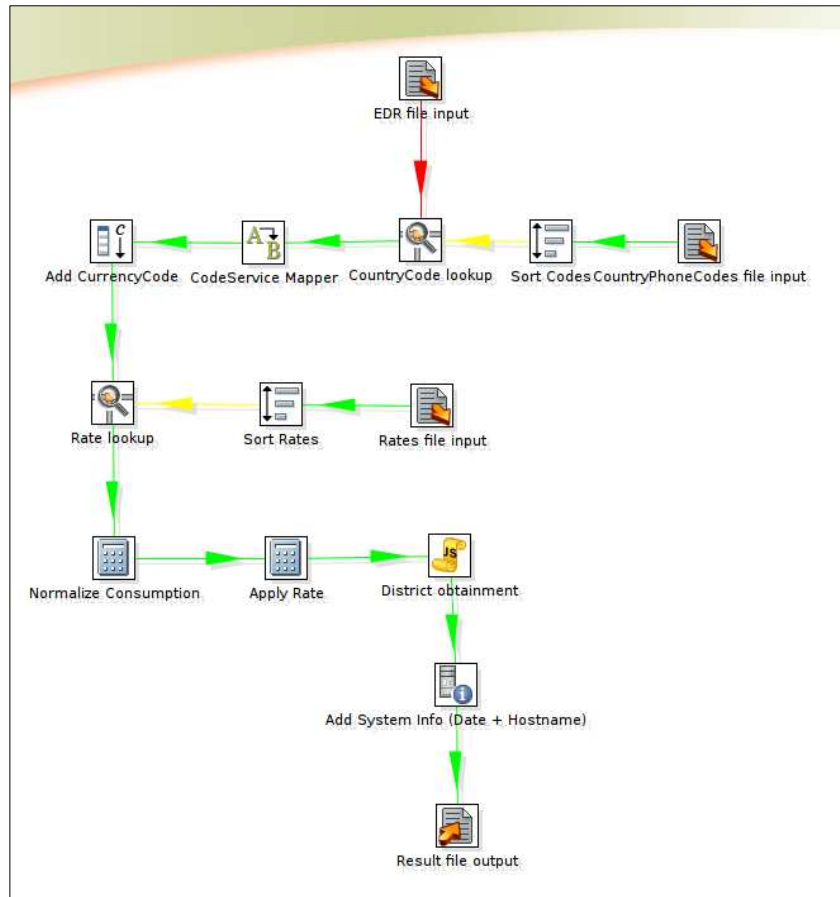 EDR file input
Add CurrencyCode
CodeService Mapper
CountryCode lookup
Sort Codes
CountryPhoneCodes file input
Rate lookup
Sort Rates
Rates file input
Normalize Consumption
Apply Rate
District obtainment
Add System Info (Date + Hostname)
Result file output
C
A
B
JS
i